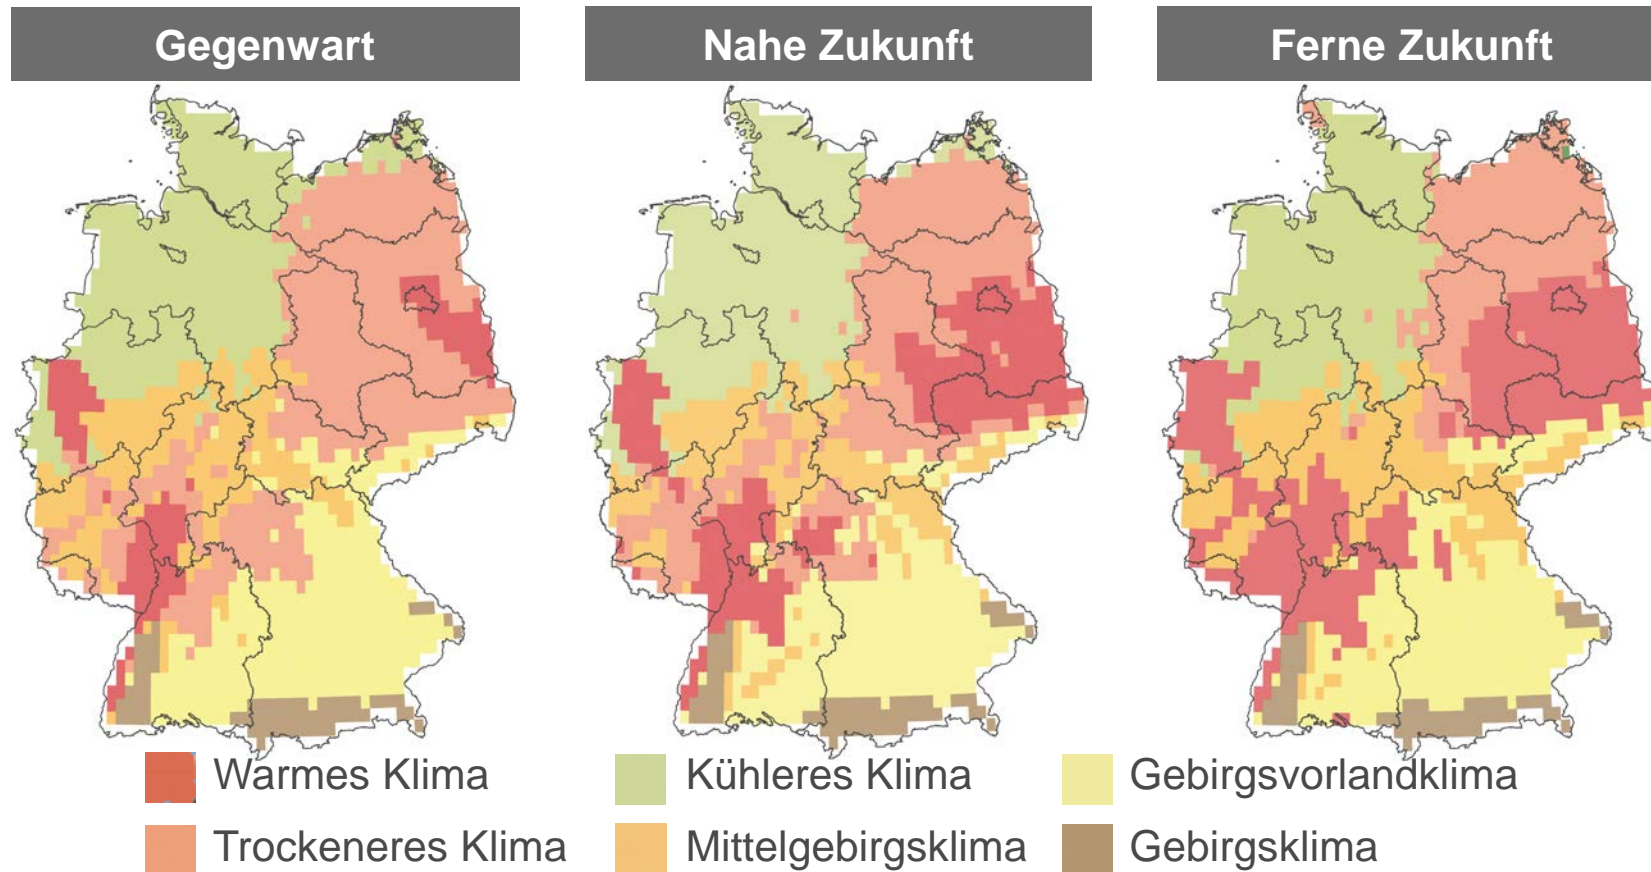 Gegenwart
Nahe Zukunft
Ferne Zukunft
Warmes Klima
Kühleres Klima
Gebirgsvorlandklima
Trockeneres Klima
Mittelgebirgsklima
Gebirgsklima